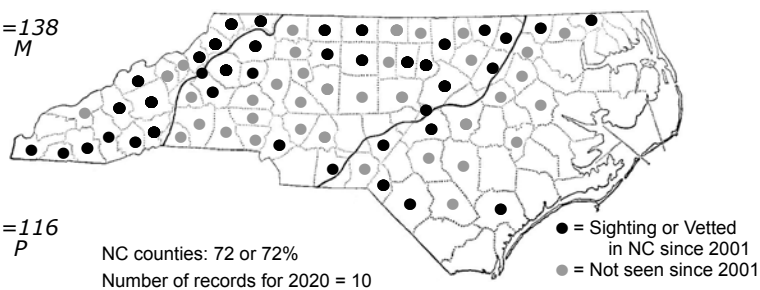 =138
M
=116
P
NC counties: 72 or 72%
Number of records for 2020 = 10
= Sighting or Vetted
in NC since 2001
= Not seen since 2001